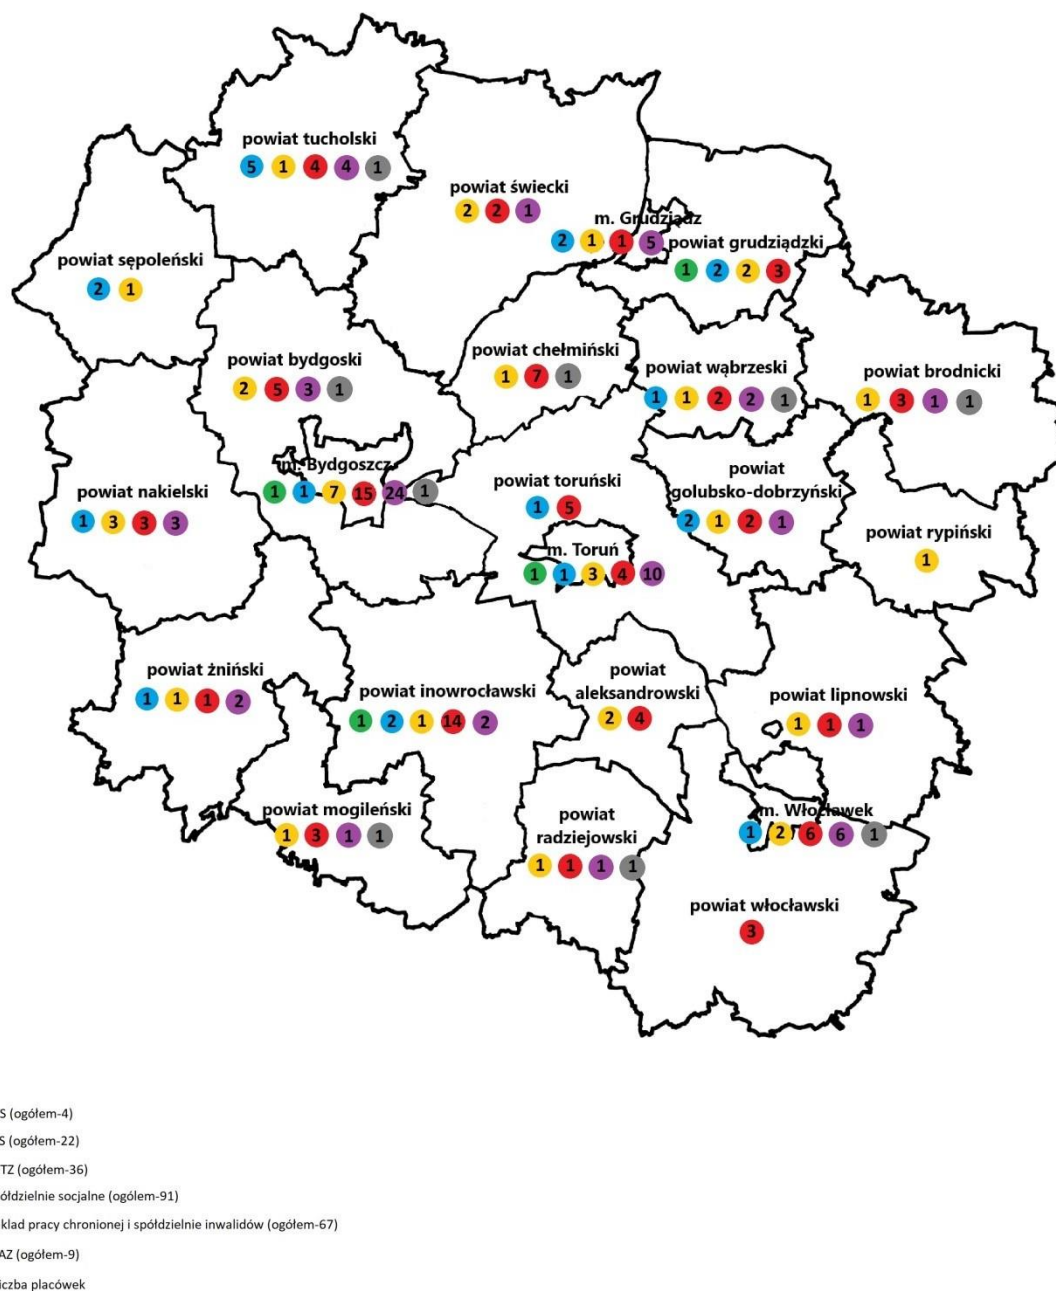 powiat tucholski
5 1 4 4 1
powiat świecki
2 2 1
m. Grudziądz
2 1 1 5
powiat grudziądzki
1 2 2 3
powiat sępoleński
2 1
powiat bydgoski
2 5 3 1
powiat chełmiński
1 7 1
powiat wąbrzeski
1 1 2 2 1
powiat brodnicki
1 3 1 1
m. Bydgoszcz
1 1 7 15 24 1
powiat nakielski
1 3 3 3
powiat toruński
1 5
powiat
golubsko-dobrzyński
2 1 2 1
powiat rypiński
1
m. Toruń
1 1 3 4 10
powiat żniński
1 1 1 2
powiat inowrocławski
1 2 1 14 2
powiat
aleksandrowski
2 4
powiat lipnowski
1 1 1
powiat mogileński
1 3 1 1
powiat
radziejowski
1 1 1 1
m. Włocławek
1 2 6 6 1
powiat włocławski
3
S (ogółem-4)
S (ogółem-22)
TZ (ogółem-36)
ółdzielnie socjalne (ogólem-91)
kład pracy chronionej i spółdzielnie inwalidów (ogółem-67)
AZ (ogółem-9)
iczba placówek